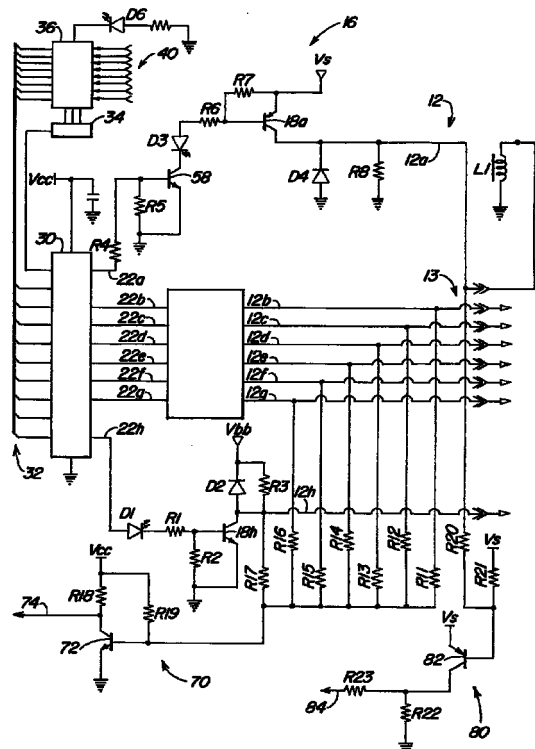 36
D6
16
40
R7
Vs
R6
18a
12
34
D3
12a
L1
Vcc
58
D4
R8
30
R5
R4
22a
13
22b
12b
22c
12c
22d
12d
22e
12e
22f
12f
22g
12g
22h
Vbb
32
D2
R3
12h
D1
R1
18h
R16
R14
R12
R20
Vs
Vcc
R2
R17
R15
R13
R11
R21
R18
74
R19
Vs
72
82
70
R23
84
R22
80